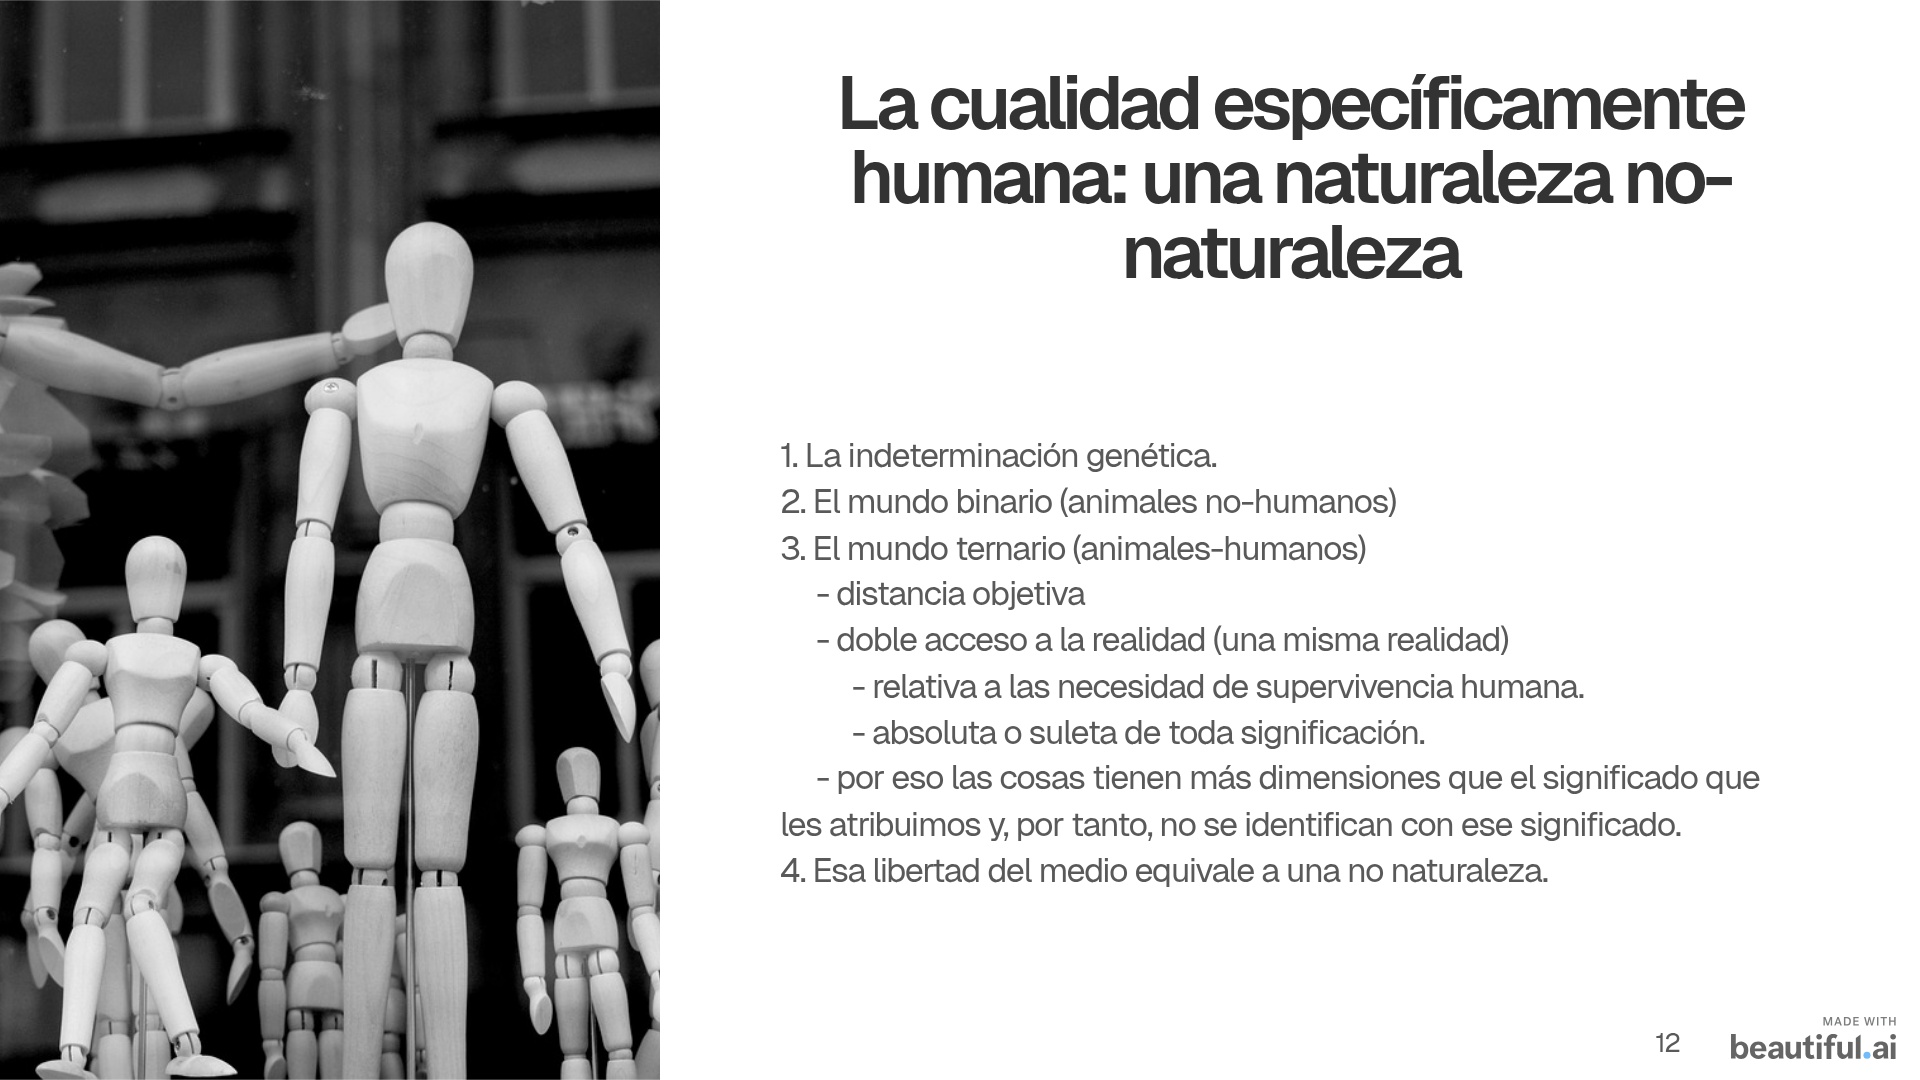 La cualidad específicamente
humana: una naturaleza no-
naturaleza
1. La indeterminación genética.
2. El mundo binario (animales no-humanos)
3. El mundo ternario (animales-humanos)
- distancia objetiva
- doble acceso a la realidad (una misma realidad)
- relativa a las necesidad de supervivencia humana.
- absoluta o suleta de toda significación.
- por eso las cosas tienen más dimensiones que el significado que
les atribuimos y, por tanto, no se identifican con ese significado.
4. Esa libertad del medio equivale a una no naturaleza.
12
MADE WITH
beautiful.ai